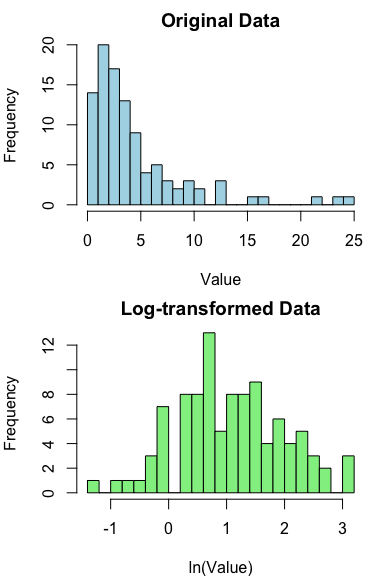 Original Data
Frequency
20
15
10
5
0
0 5 10 15 20 25
Value
Log-transformed Data
Frequency
12
8
6
4
2
0
-1 0 1 2 3
ln(Value)